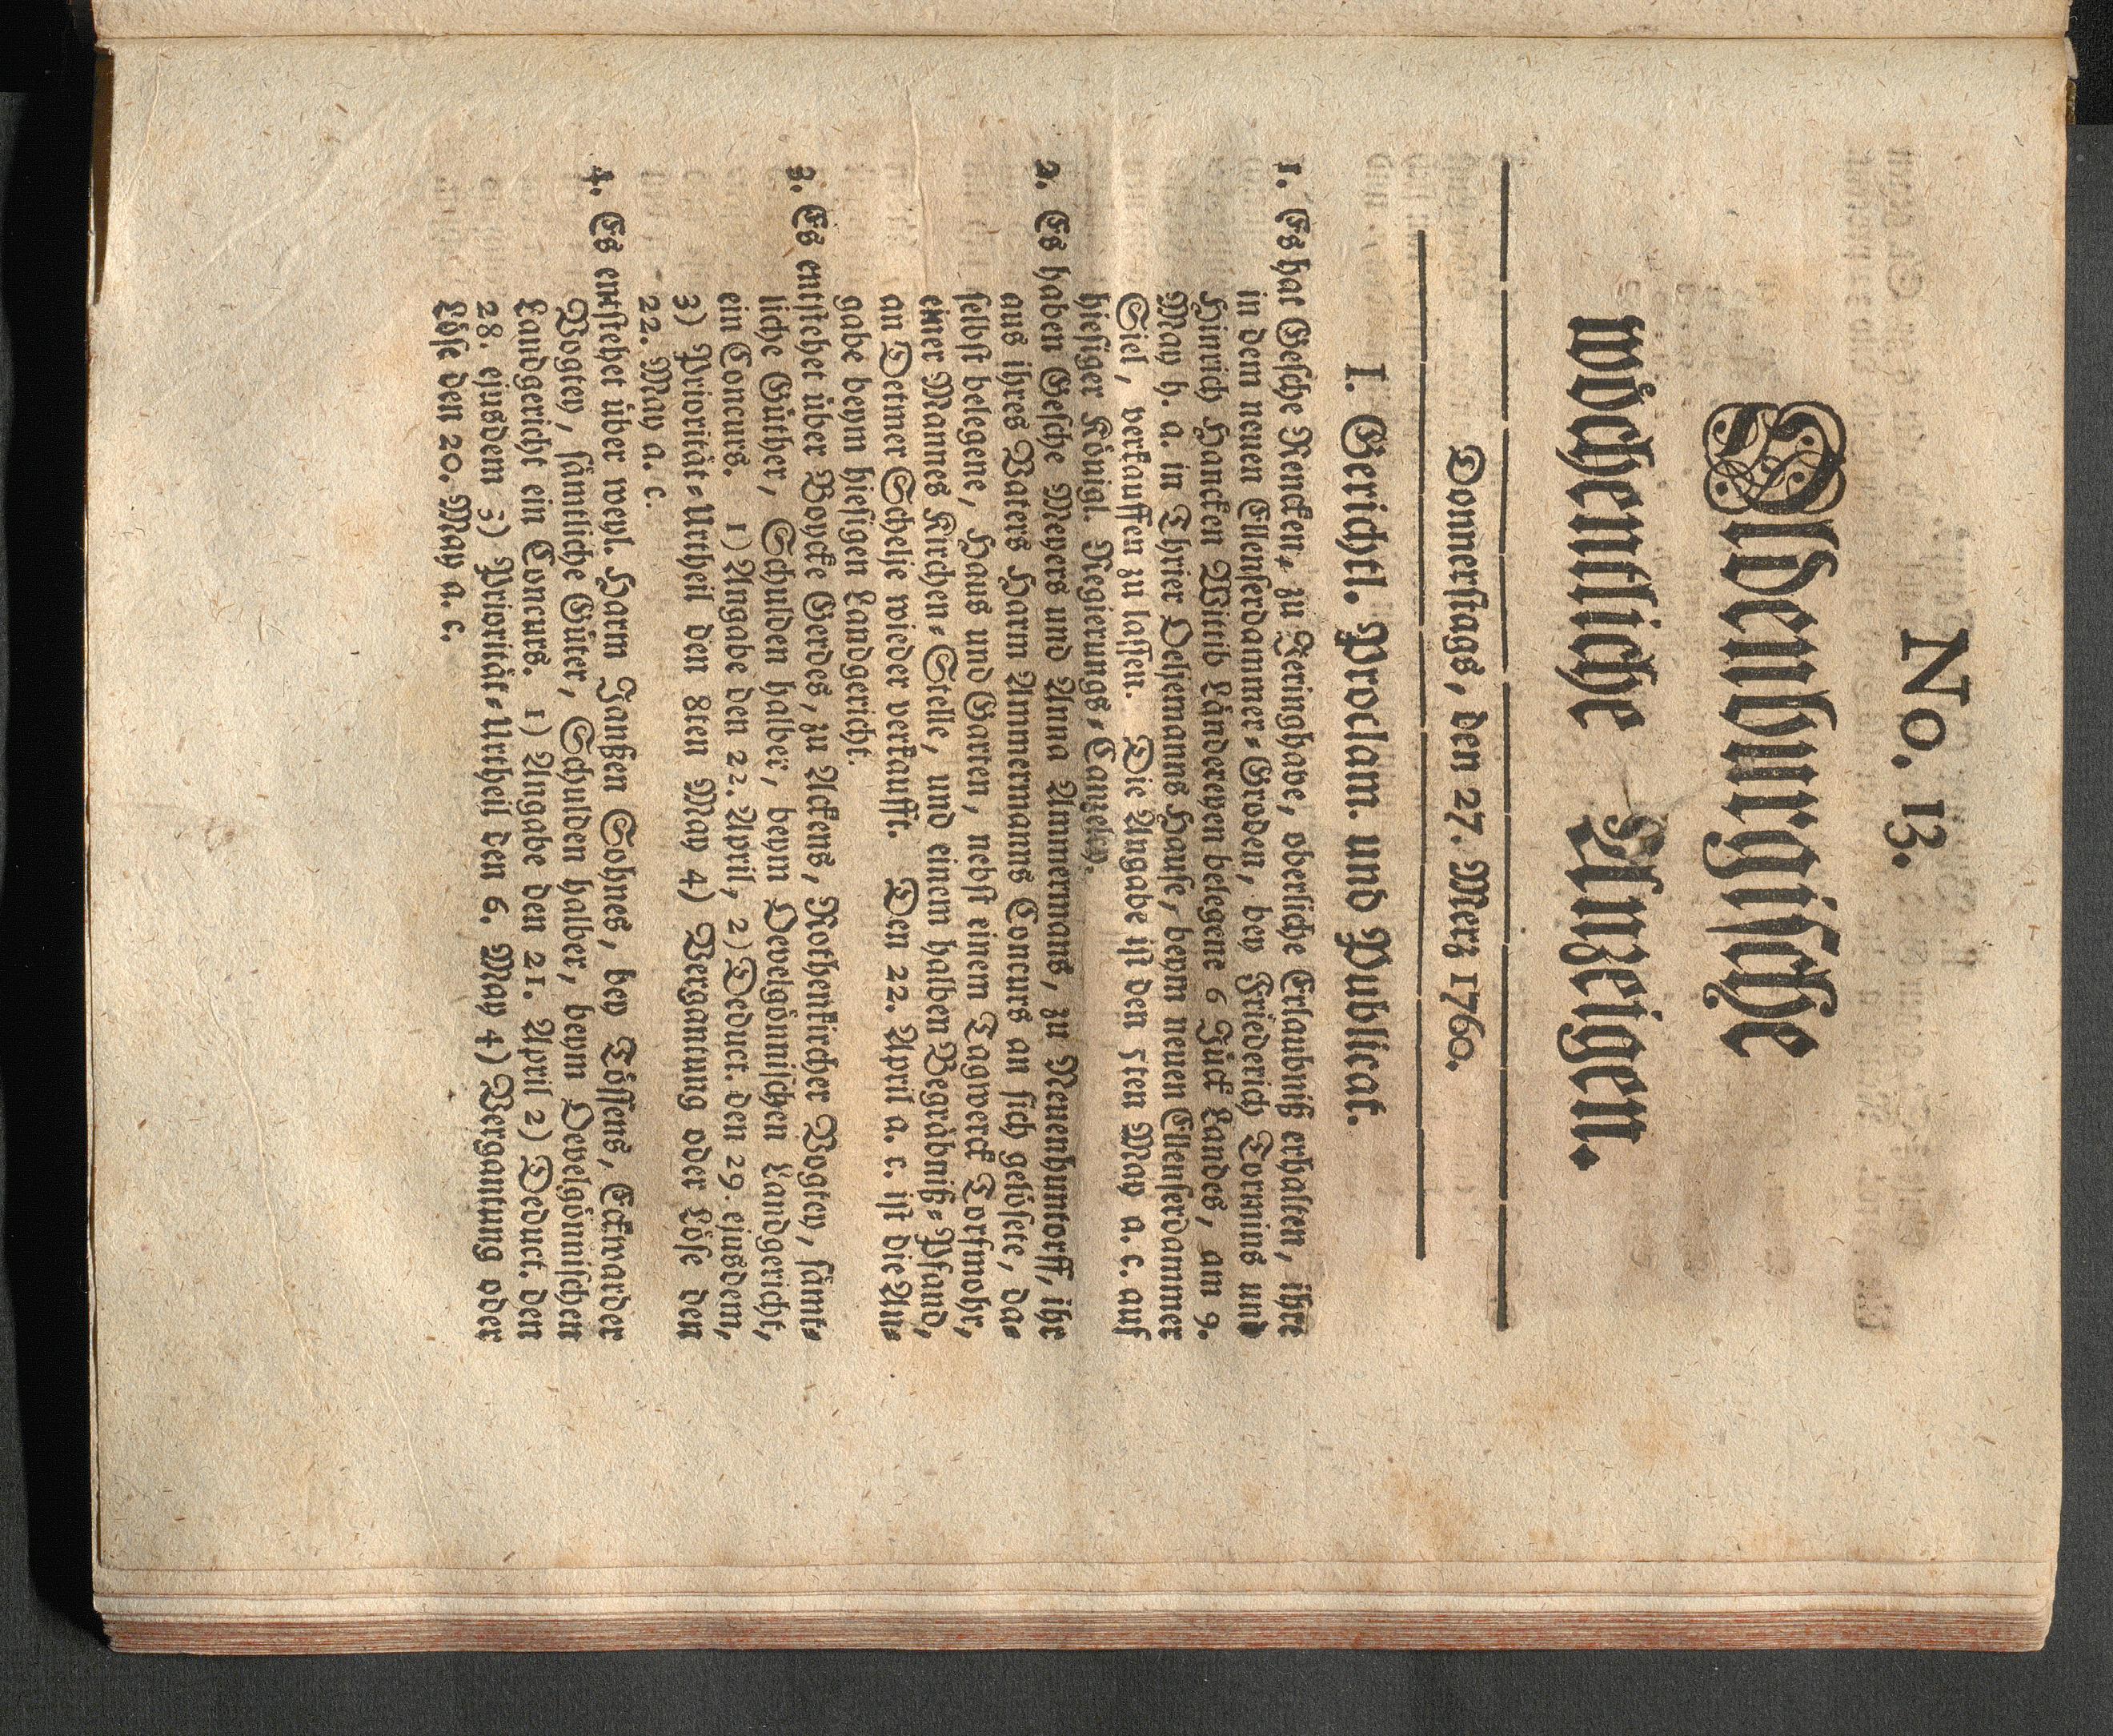 No. 13.
Oldenburgische
wöchentliche Anzeigen.
Donnerstags, den 27. Merz 1760.
I. Gerichtl. Proclam. und Publicat.
1. Es hat Gesche Rencken, zu Zeringhave, oberliche Erlaubniß erhalten, ihre
in dem neuen Ellenserdammer-Groden, bey Friederich Tormins und
Hinrich Hancken Wittib Ländereyen belegene 6 Jück Landes, am 9.
May h. a. in Thrier Oelsemanns Hause, beym neuen Ellenserdammer
Siel, verkauffen zu lassen. Die Angabe ist den 5ten May a. c. auf
hiesiger Königl. Regierungs-Canzeley.
2. Es haben Gesche Meyers und Anna Ammermans, zu Neuenhuntorff, ihr
aus ihres Vaters Harm Ammermanns Concurs an sich gelösete, da-
selbst belegene, Haus und Garten, nebst einem Tagwerck Torfmohr,
einer Mannes Kirchen-Stelle, und einem halben Begräbniß-Pfand,
an Detmer Schelje wieder verkaufft. Den 22. April a. c. ist die An-
gabe beym hiesigen Landgericht.
3. Es entstehet über Boycke Gerdes, zu Ackens, Rothenkircher Vogtey, sämt-
liche Güther, Schulden halber, beym Ovelgönnischen Landgericht,
ein Concurs. 1) Angabe den 22. April, 2) Deduct. den 29. ejusdem,
3) Priorität-Urtheil den 8ten May 4) Vergantung oder Löse den
22. May a. c.
4. Es entstehet über weyl. Harm Janßen Sohnes, bey Tössens, Eckwarder
Vogtey, sämtliche Güter, Schulden halber, beym Ovelgönnischen
Landgericht ein Concurs. 1) Angabe den 21. April 2) Deduct. den
28. ejusdem 3) Priorität-Urtheil den 6. May 4) Vergantung oder
Löse den 20. May a. c.